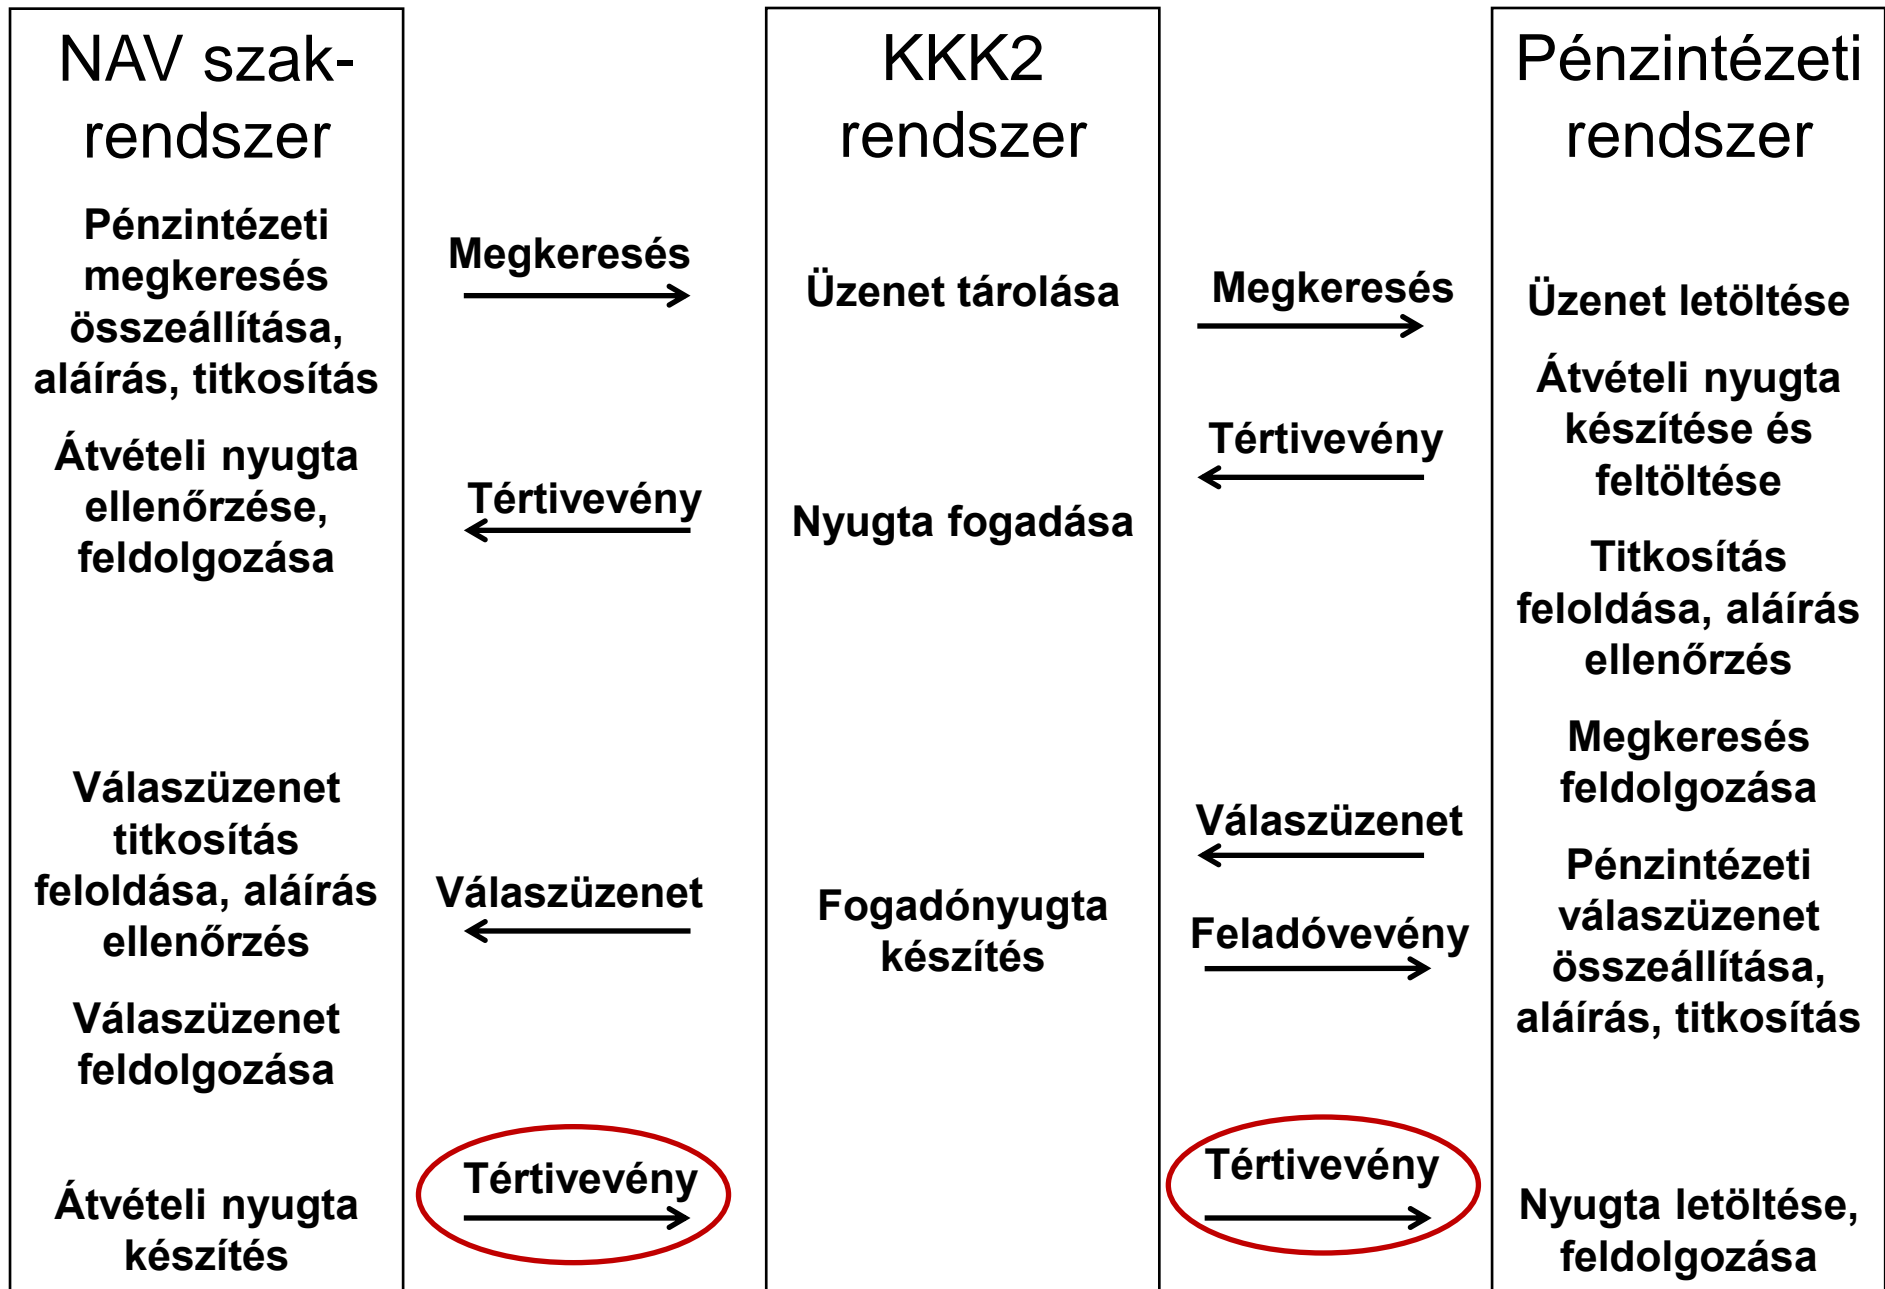 NAV szak-
rendszer
Pénzintézeti
megkeresés
összeállítása,
aláírás, titkosítás
Átvételi nyugta
ellenőrzése,
feldolgozása
Válaszüzenet
titkosítás
feloldása, aláírás
ellenőrzés
Válaszüzenet
feldolgozása
Átvételi nyugta
készítés
Megkeresés
Tértivevény
Válaszüzenet
Tértivevény
KKK2
rendszer
Üzenet tárolása
Nyugta fogadása
Fogadónyugta
készítés
Megkeresés
Tértivevény
Válaszüzenet
Feladóvevény
Tértivevény
Pénzintézeti
rendszer
Üzenet letöltése
Átvételi nyugta
készítése és
feltöltése
Titkosítás
feloldása, aláírás
ellenőrzés
Megkeresés
feldolgozása
Pénzintézeti
válaszüzenet
összeállítása,
aláírás, titkosítás
Nyugta letöltése,
feldolgozása